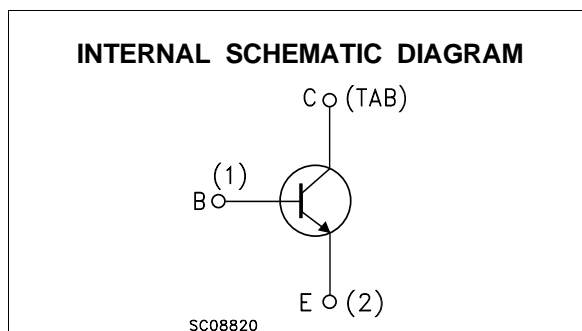 INTERNAL SCHEMATIC DIAGRAM
C (TAB)
(1)
B
E (2)
SC08820